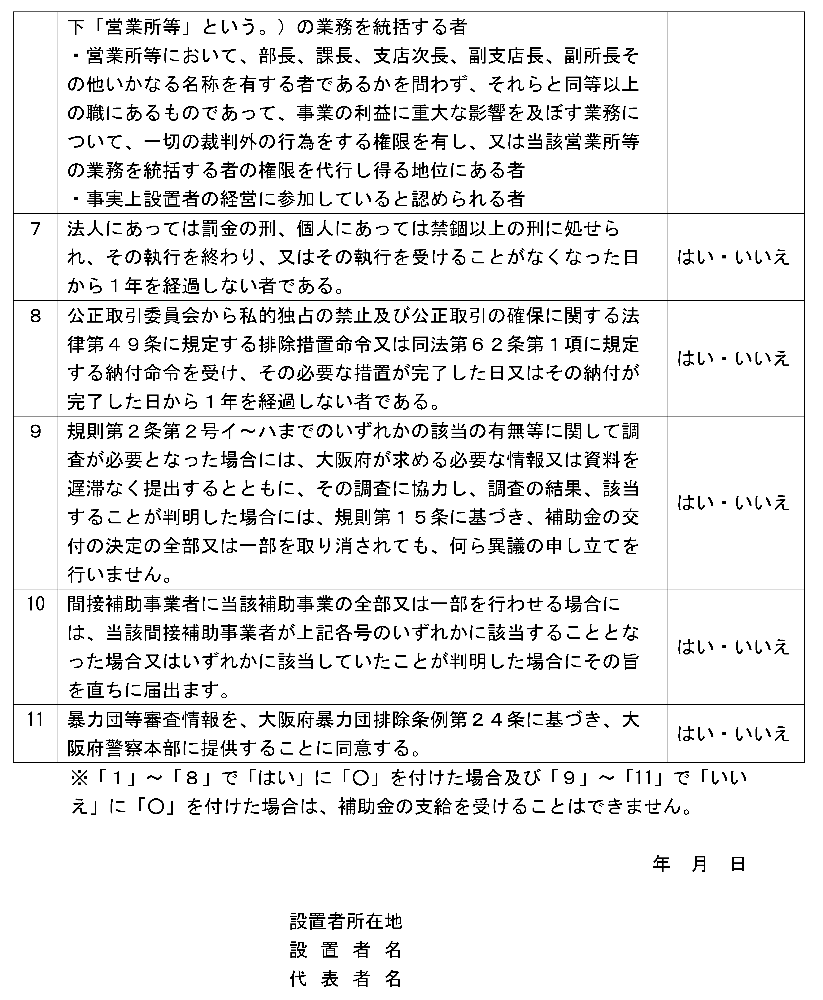 下「営業所等」という。）の業務を統括する者
・営業所等において、部長、課長、支店次長、副支店長、副所長そ
の他いかなる名称を有する者であるかを問わず、それらと同等以上
の職にあるものであって、事業の利益に重大な影響を及ぼす業務に
ついて、一切の裁判外の行為をする権限を有し、又は当該営業所等
の業務を統括する者の権限を代行し得る地位にある者
・事実上設置者の経営に参加していると認められる者
７ 法人にあっては罰金の刑、個人にあっては禁錮以上の刑に処せら
れ、その執行を終わり、又はその執行を受けることがなくなった日
から１年を経過しない者である。
はい・いいえ
８ 公正取引委員会から私的独占の禁止及び公正取引の確保に関する法
律第４９条に規定する排除措置命令又は同法第６２条第１項に規定
する納付命令を受け、その必要な措置が完了した日又はその納付が
完了した日から１年を経過しない者である。
はい・いいえ
９ 規則第２条第２号イ～ハまでのいずれかの該当の有無等に関して調
査が必要となった場合には、大阪府が求める必要な情報又は資料を
遅滞なく提出するとともに、その調査に協力し、調査の結果、該当
することが判明した場合には、規則第１５条に基づき、補助金の交
付の決定の全部又は一部を取り消されても、何ら異議の申し立てを
行いません。
はい・いいえ
10 間接補助事業者に当該補助事業の全部又は一部を行わせる場合に
は、当該間接補助事業者が上記各号のいずれかに該当することとな
った場合又はいずれかに該当していたことが判明した場合にその旨
を直ちに届出ます。
はい・いいえ
11 暴力団等審査情報を、大阪府暴力団排除条例第２４条に基づき、大
阪府警察本部に提供することに同意する。
はい・いいえ
※「１」～「８」で「はい」に「〇」を付けた場合及び「９」～「11」で「いい
え」に「〇」を付けた場合は、補助金の支給を受けることはできません。
年　月　日
設置者所在地
設 置 者 名
代 表 者 名